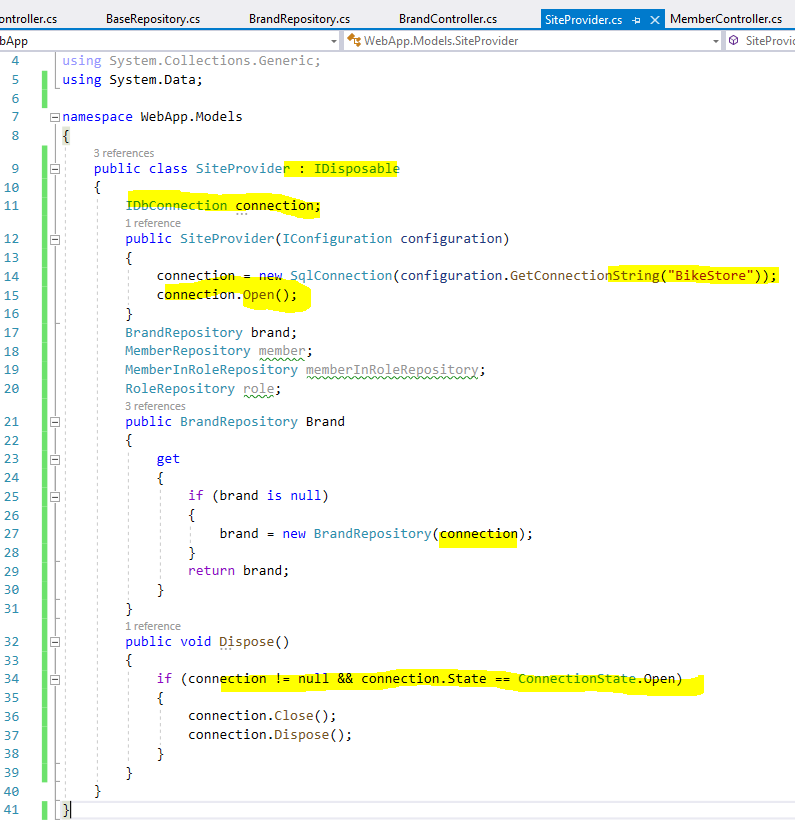 ontroller.cs BaseRepository.cs BrandRepository.cs BrandController.cs SiteProvider.cs MemberController.cs
bApp WebApp.Models.SiteProvider SiteProvid
4 using System.Collections.Generic;
5 using System.Data;
6
7 namespace WebApp.Models
8 {
3 references
9 public class SiteProvider : IDisposable
10 {
11 IDbConnection connection;
1 reference
12 public SiteProvider(IConfiguration configuration)
13 {
14 connection = new SqlConnection(configuration.GetConnectionString("BikeStore"));
15 connection.Open();
16 }
17 BrandRepository brand;
18 MemberRepository member;
19 MemberInRoleRepository memberInRoleRepository;
20 RoleRepository role;
3 references
21 public BrandRepository Brand
22 {
23 get
24 {
25 if (brand is null)
26 {
27 brand = new BrandRepository(connection);
28 }
29 return brand;
30 }
31 }
1 reference
32 public void Dispose()
33 {
34 if (connection != null && connection.State == ConnectionState.Open)
35 {
36 connection.Close();
37 connection.Dispose();
38 }
39 }
40 }
41 }